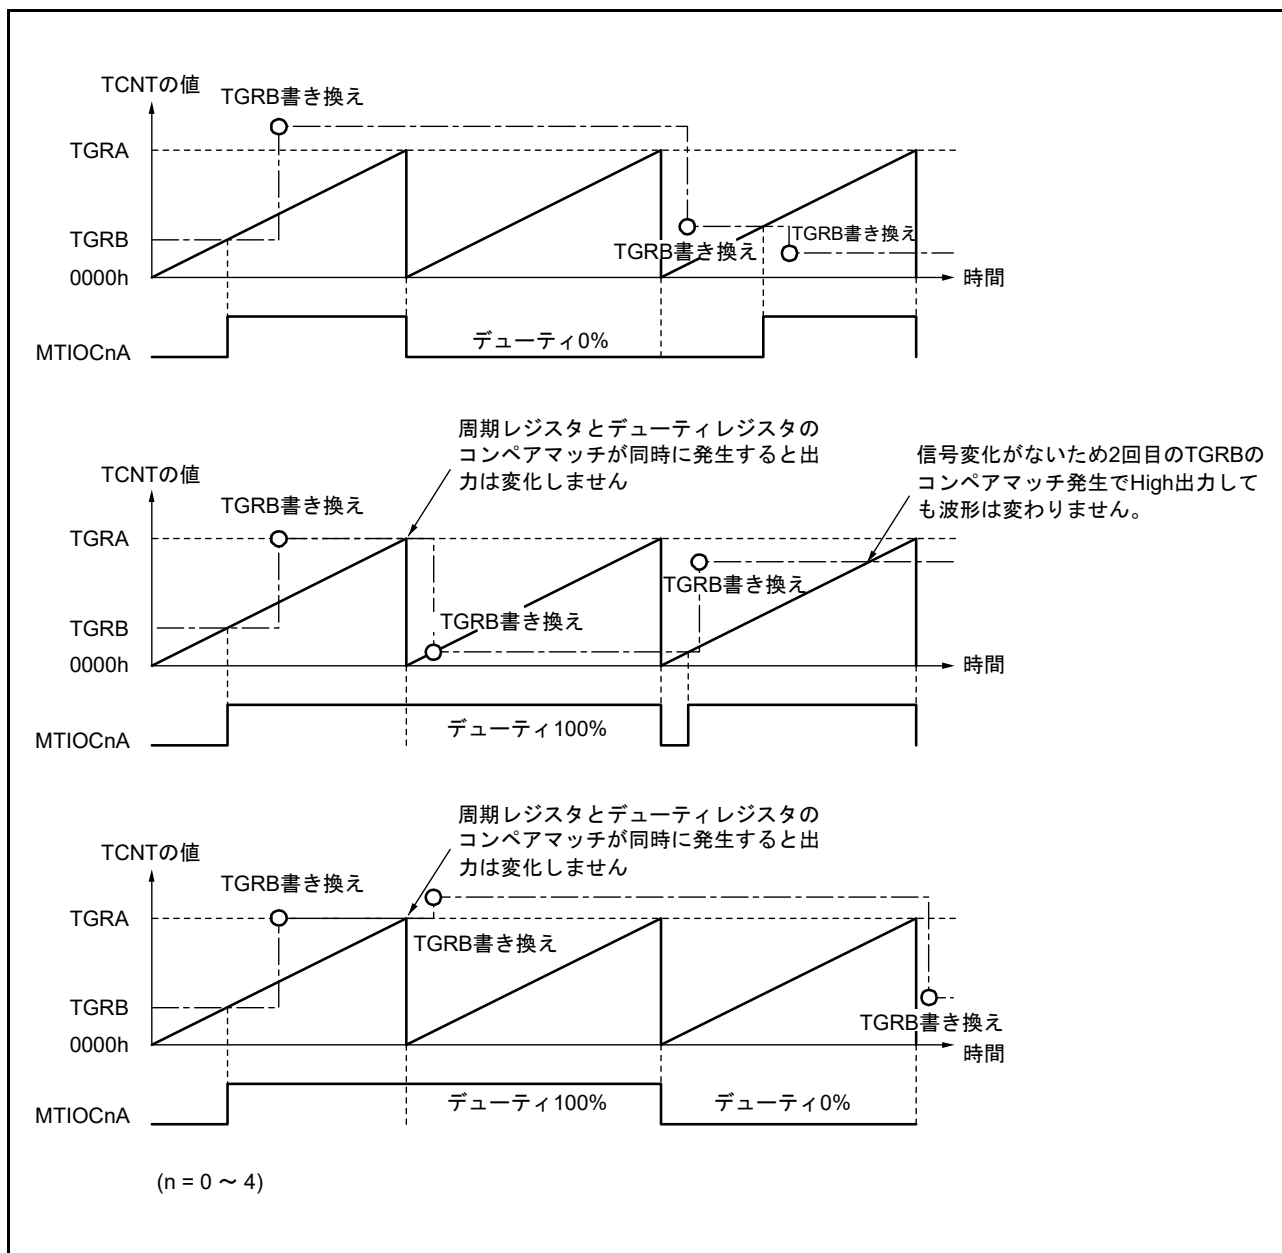 TCNTの値
TGRB書き換え
TGRA
TGRB
TGRB書き換え
TGRB書き換え
0000h
時間
MTIOCnA
デューティ0%
周期レジスタとデューティレジスタの
コンペアマッチが同時に発生すると出
力は変化しません
信号変化がないため2回目のTGRBの
コンペアマッチ発生でHigh出力して
も波形は変わりません。
TCNTの値
TGRB書き換え
TGRA
TGRB書き換え
TGRB
TGRB書き換え
0000h
時間
MTIOCnA
デューティ100%
周期レジスタとデューティレジスタの
コンペアマッチが同時に発生すると出
力は変化しません
TCNTの値
TGRB書き換え
TGRA
TGRB書き換え
TGRB
TGRB書き換え
0000h
時間
MTIOCnA
デューティ100%
デューティ0%
(n = 0 ～ 4)